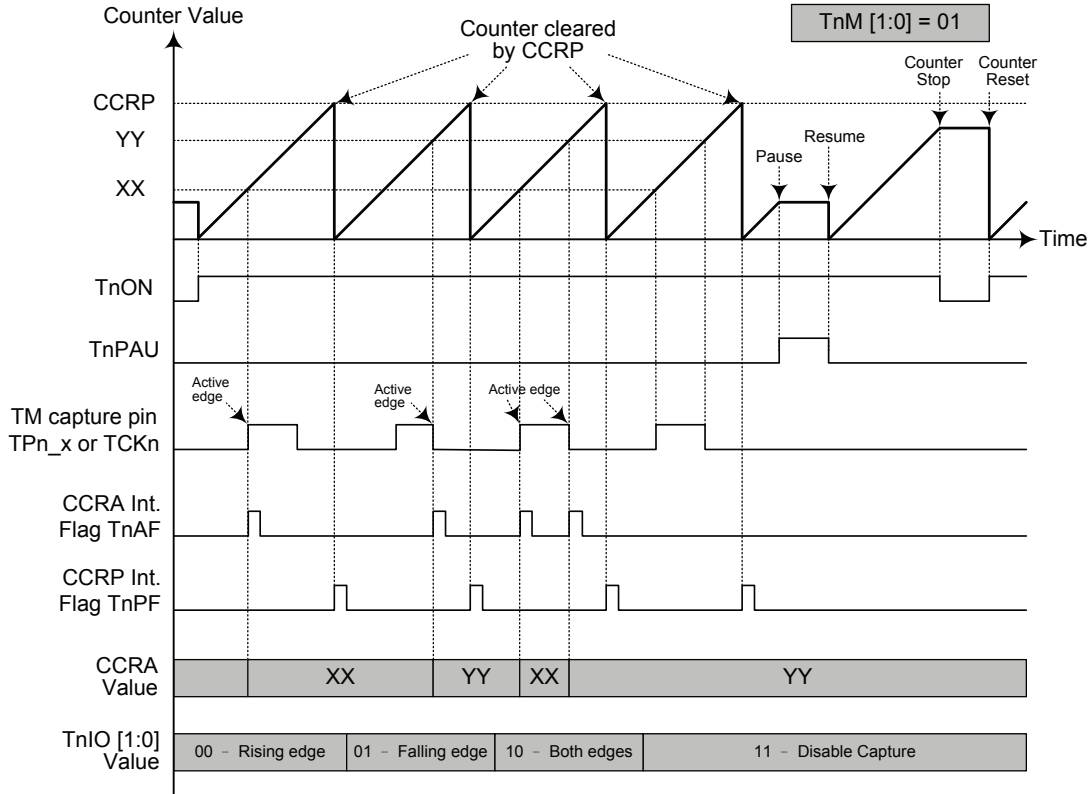 Counter Value
TnM [1:0] = 01
Counter cleared
by CCRP
Counter
Stop
Counter
Reset
CCRP
YY
XX
Pause
Resume
Time
TnON
TnPAU
Active
edge
Active
edge
Active edge
TM capture pin
TPn_x or TCKn
CCRA Int.
Flag TnAF
CCRP Int.
Flag TnPF
CCRA
Value
XX
YY
XX
YY
TnIO [1:0]
Value
00 – Rising edge
01 – Falling edge
10 – Both edges
11 – Disable Capture